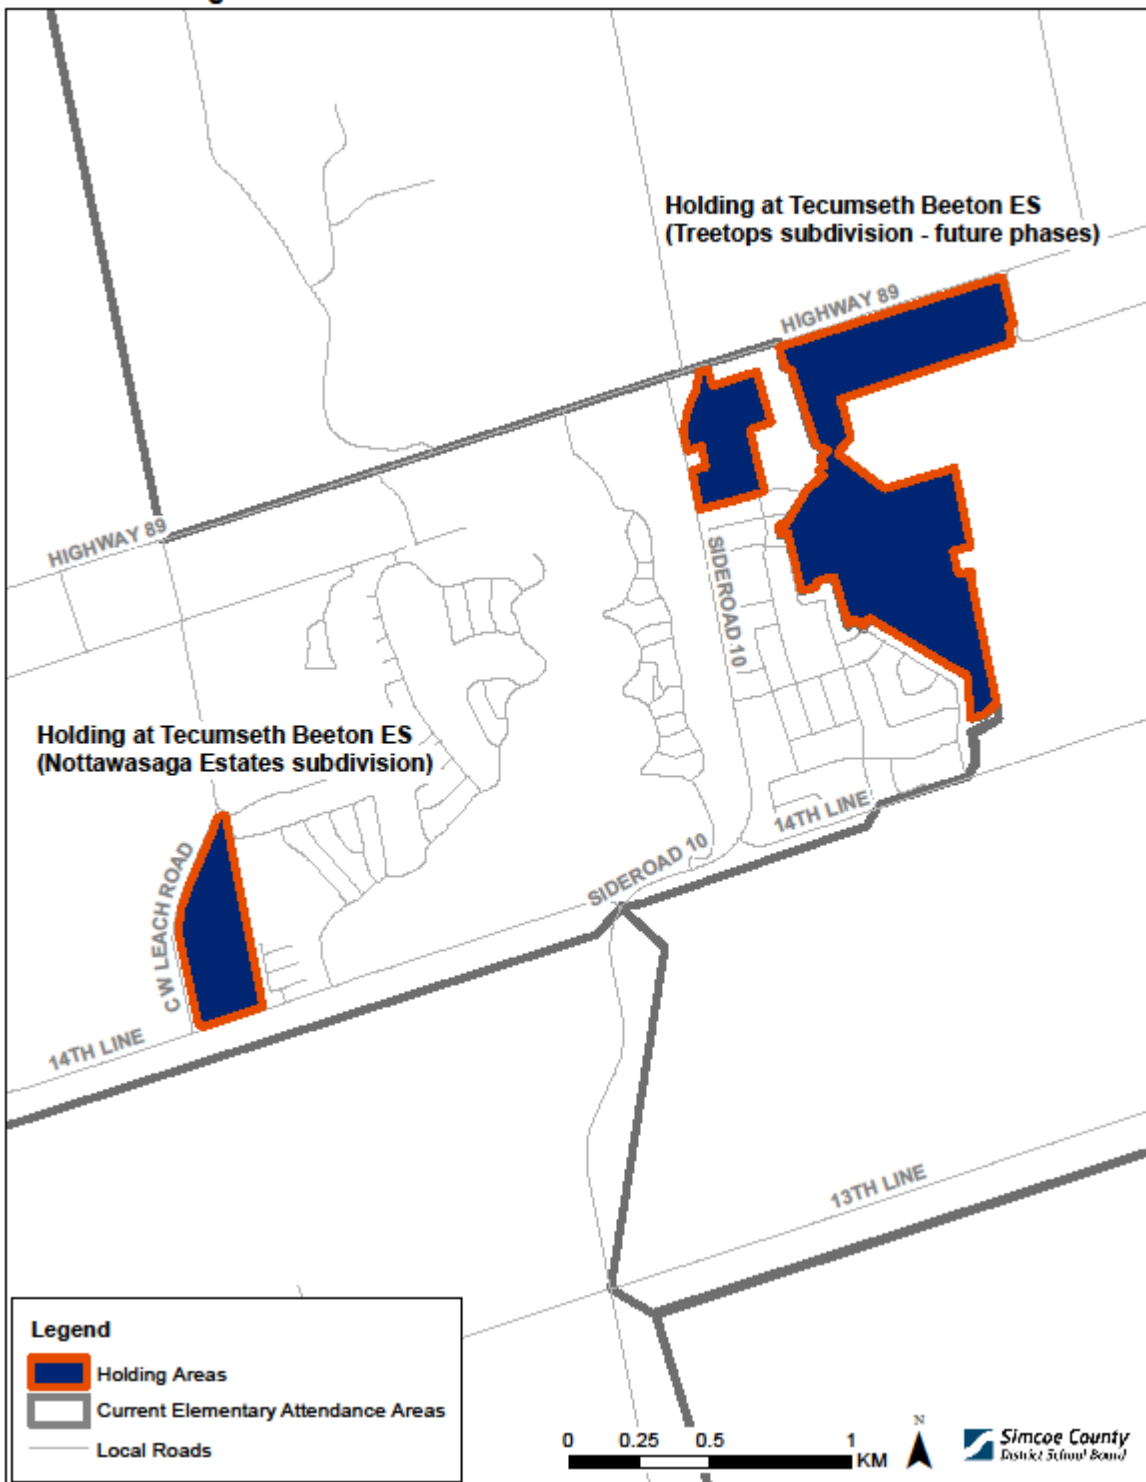 Holding at Tecumseth Beeton ES
(Treetops subdivision - future phases)
HIGHWAY 89
HIGHWAY 89
SIDEROAD 10
Holding at Tecumseth Beeton ES
(Nottawasaga Estates subdivision)
14TH LINE
SIDEROAD 10
C W LEACH ROAD
14TH LINE
13TH LINE
Legend
Holding Areas
Current Elementary Attendance Areas
Local Roads
0 0.25 0.5 1
KM
N
Simcoe County
District School Board